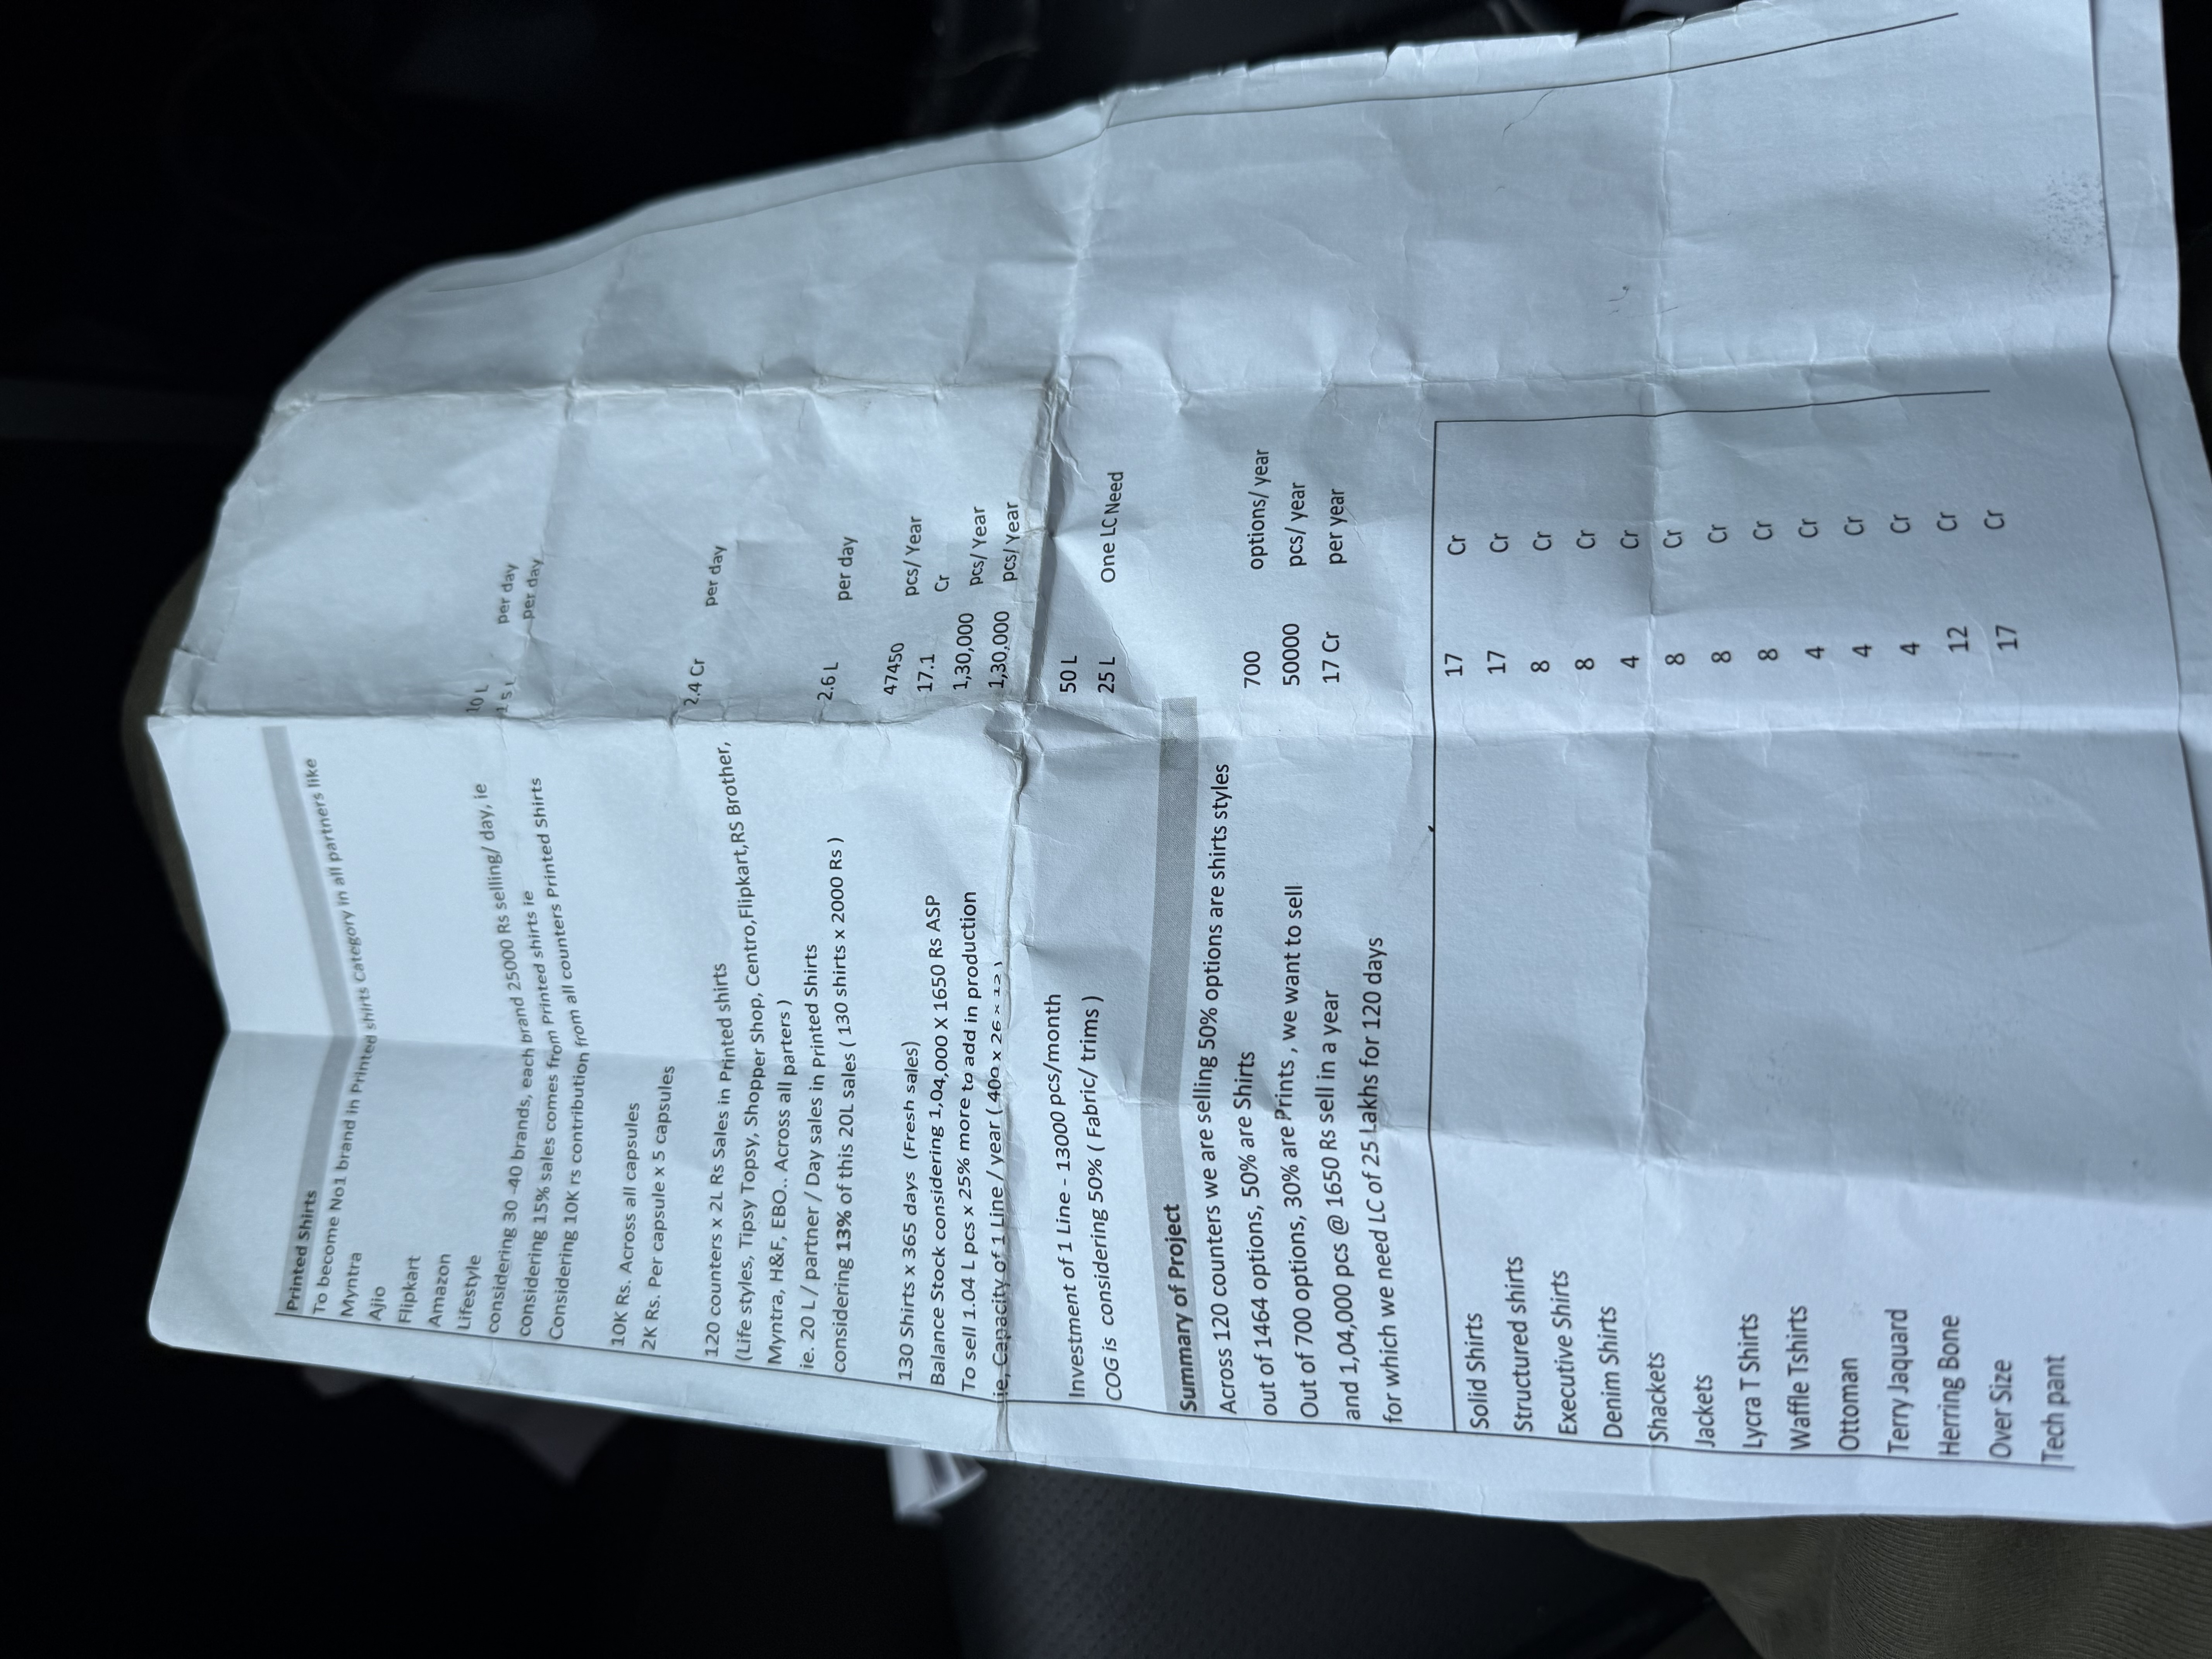 Printed Shirts
To become No1 brand in Printed shirts Category in all partners like
Myntra
Ajio
Flipkart
Amazon
Lifestyle
considering 30 -40 brands, each brand 25000 Rs selling/ day, ie 10 L per day
considering 15% sales comes from Printed shirts ie 1 5 L per day
Considering 10K rs contribution from all counters Printed Shirts
10K Rs. Across all capsules
2K Rs. Per capsule x 5 capsules
120 counters x 2L Rs Sales in Printed shirts 2.4 Cr per day
(Life styles, Tipsy Topsy, Shopper Shop, Centro,Flipkart,RS Brother,
Myntra, H&F, EBO.. Across all parters )
ie. 20 L / partner / Day sales in Printed Shirts
considering 13% of this 20L sales ( 130 shirts x 2000 Rs ) 2.6 L per day
130 Shirts x 365 days (Fresh sales) 47450 pcs/ Year
Balance Stock considering 1,04,000 X 1650 Rs ASP 17.1 Cr
To sell 1.04 L pcs x 25% more to add in production 1,30,000 pcs/ Year
ie, Capacity of 1 Line / year ( 400 x 26 x 12 ) 1,30,000 pcs/ Year
Investment of 1 Line - 13000 pcs/month 50 L
COG is considering 50% ( Fabric/ trims ) 25 L One LC Need
Summary of Project
Across 120 counters we are selling 50% options are shirts styles
out of 1464 options, 50% are Shirts 700 options/ year
Out of 700 options, 30% are Prints , we want to sell 50000 pcs/ year
and 1,04,000 pcs @ 1650 Rs sell in a year 17 Cr per year
for which we need LC of 25 Lakhs for 120 days
Solid Shirts 17 Cr
Structured shirts 17 Cr
Executive Shirts 8 Cr
Denim Shirts 8 Cr
Shackets 4 Cr
Jackets 8 Cr
Lycra T Shirts 8 Cr
Waffle Tshirts 8 Cr
Ottoman 4 Cr
Terry Jaquard 4 Cr
Herring Bone 4 Cr
Over Size 12 Cr
Tech pant 17 Cr